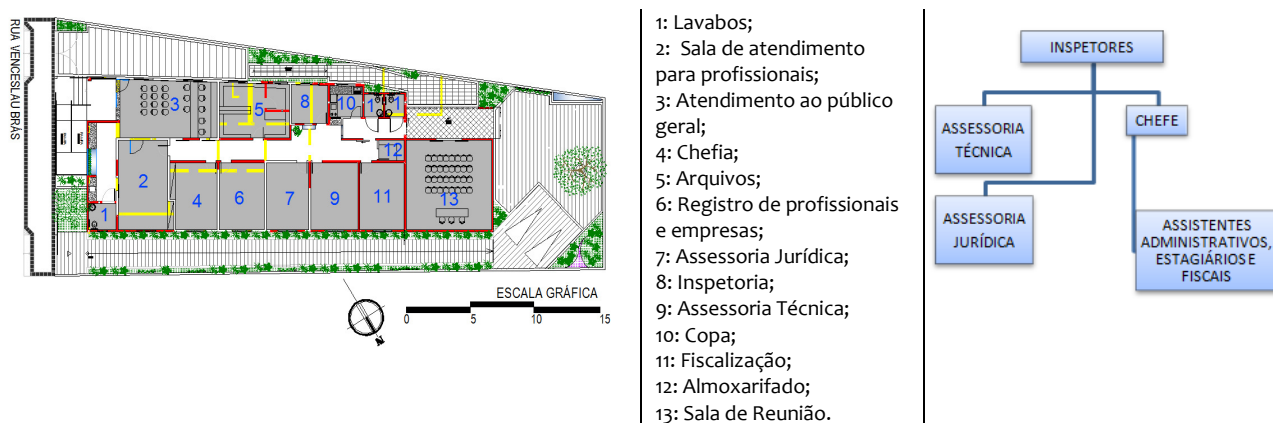 RUA VENCESLAU BRÁS
3
5
8
10
1
1
2
4
6
7
9
11
12
13
1
ESCALA GRÁFICA
0
5
10
15
N
1: Lavabos;
2: Sala de atendimento
para profissionais;
3: Atendimento ao público
geral;
4: Chefia;
5: Arquivos;
6: Registro de profissionais
e empresas;
7: Assessoria Jurídica;
8: Inspetoria;
9: Assessoria Técnica;
10: Copa;
11: Fiscalização;
12: Almoxarifado;
13: Sala de Reunião.
INSPETORES
ASSESSORIA
TÉCNICA
CHEFE
ASSESSORIA
JURÍDICA
ASSISTENTES
ADMINISTRATIVOS,
ESTAGIÁRIOS E
FISCAIS